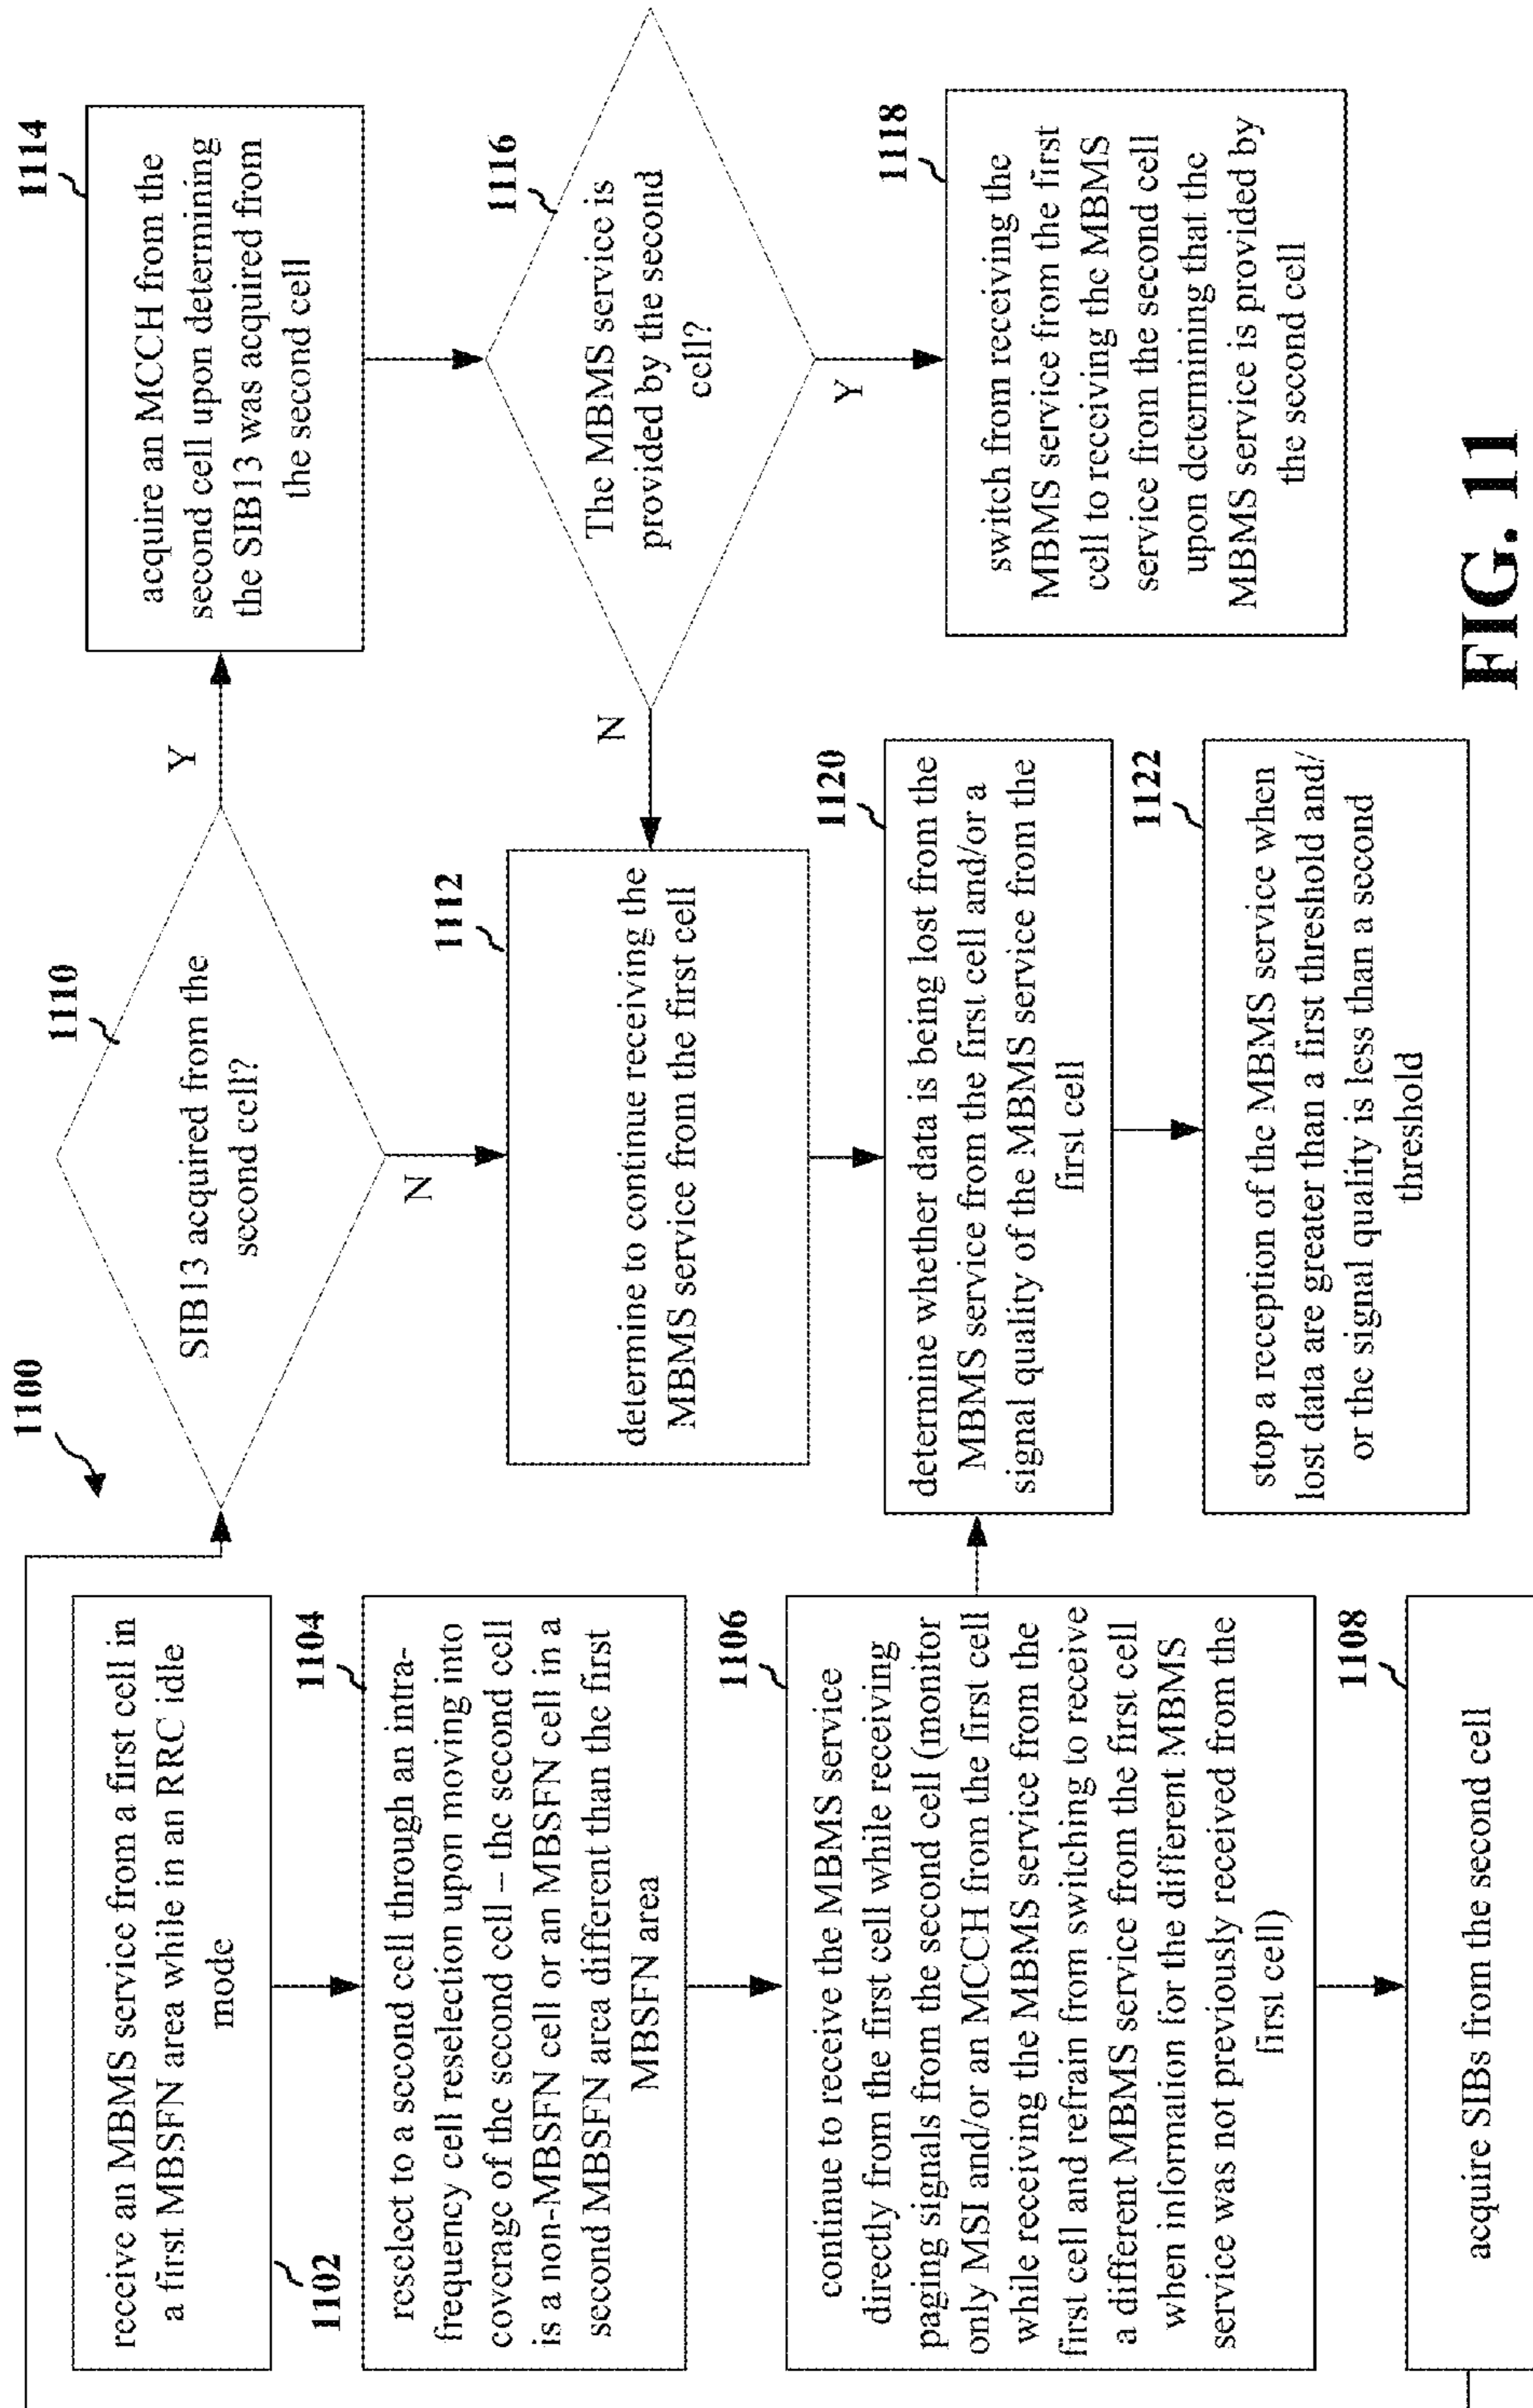 1100
1102
receive an MBMS service from a first cell in
a first MBSFN area while in an RRC idle
mode
1104
reselect to a second cell through an intra-
frequency cell reselection upon moving into
coverage of the second cell – the second cell
is a non-MBSFN cell or an MBSFN cell in a
second MBSFN area different than the first
MBSFN area
1106
continue to receive the MBMS service
directly from the first cell while receiving
paging signals from the second cell (monitor
only MSI and/or an MCCH from the first cell
while receiving the MBMS service from the
first cell and refrain from switching to receive
a different MBMS service from the first cell
when information for the different MBMS
service was not previously received from the
first cell)
1108
acquire SIBs from the second cell
1110
SIB13 acquired from the
second cell?
Y
N
1112
determine to continue receiving the
MBMS service from the first cell
1120
determine whether data is being lost from the
MBMS service from the first cell and/or a
signal quality of the MBMS service from the
first cell
1122
stop a reception of the MBMS service when
lost data are greater than a first threshold and/
or the signal quality is less than a second
threshold
1114
acquire an MCCH from the
second cell upon determining
the SIB13 was acquired from
the second cell
1116
The MBMS service is
provided by the second
cell?
N
Y
1118
switch from receiving the
MBMS service from the first
cell to receiving the MBMS
service from the second cell
upon determining that the
MBMS service is provided by
the second cell
FIG. 11